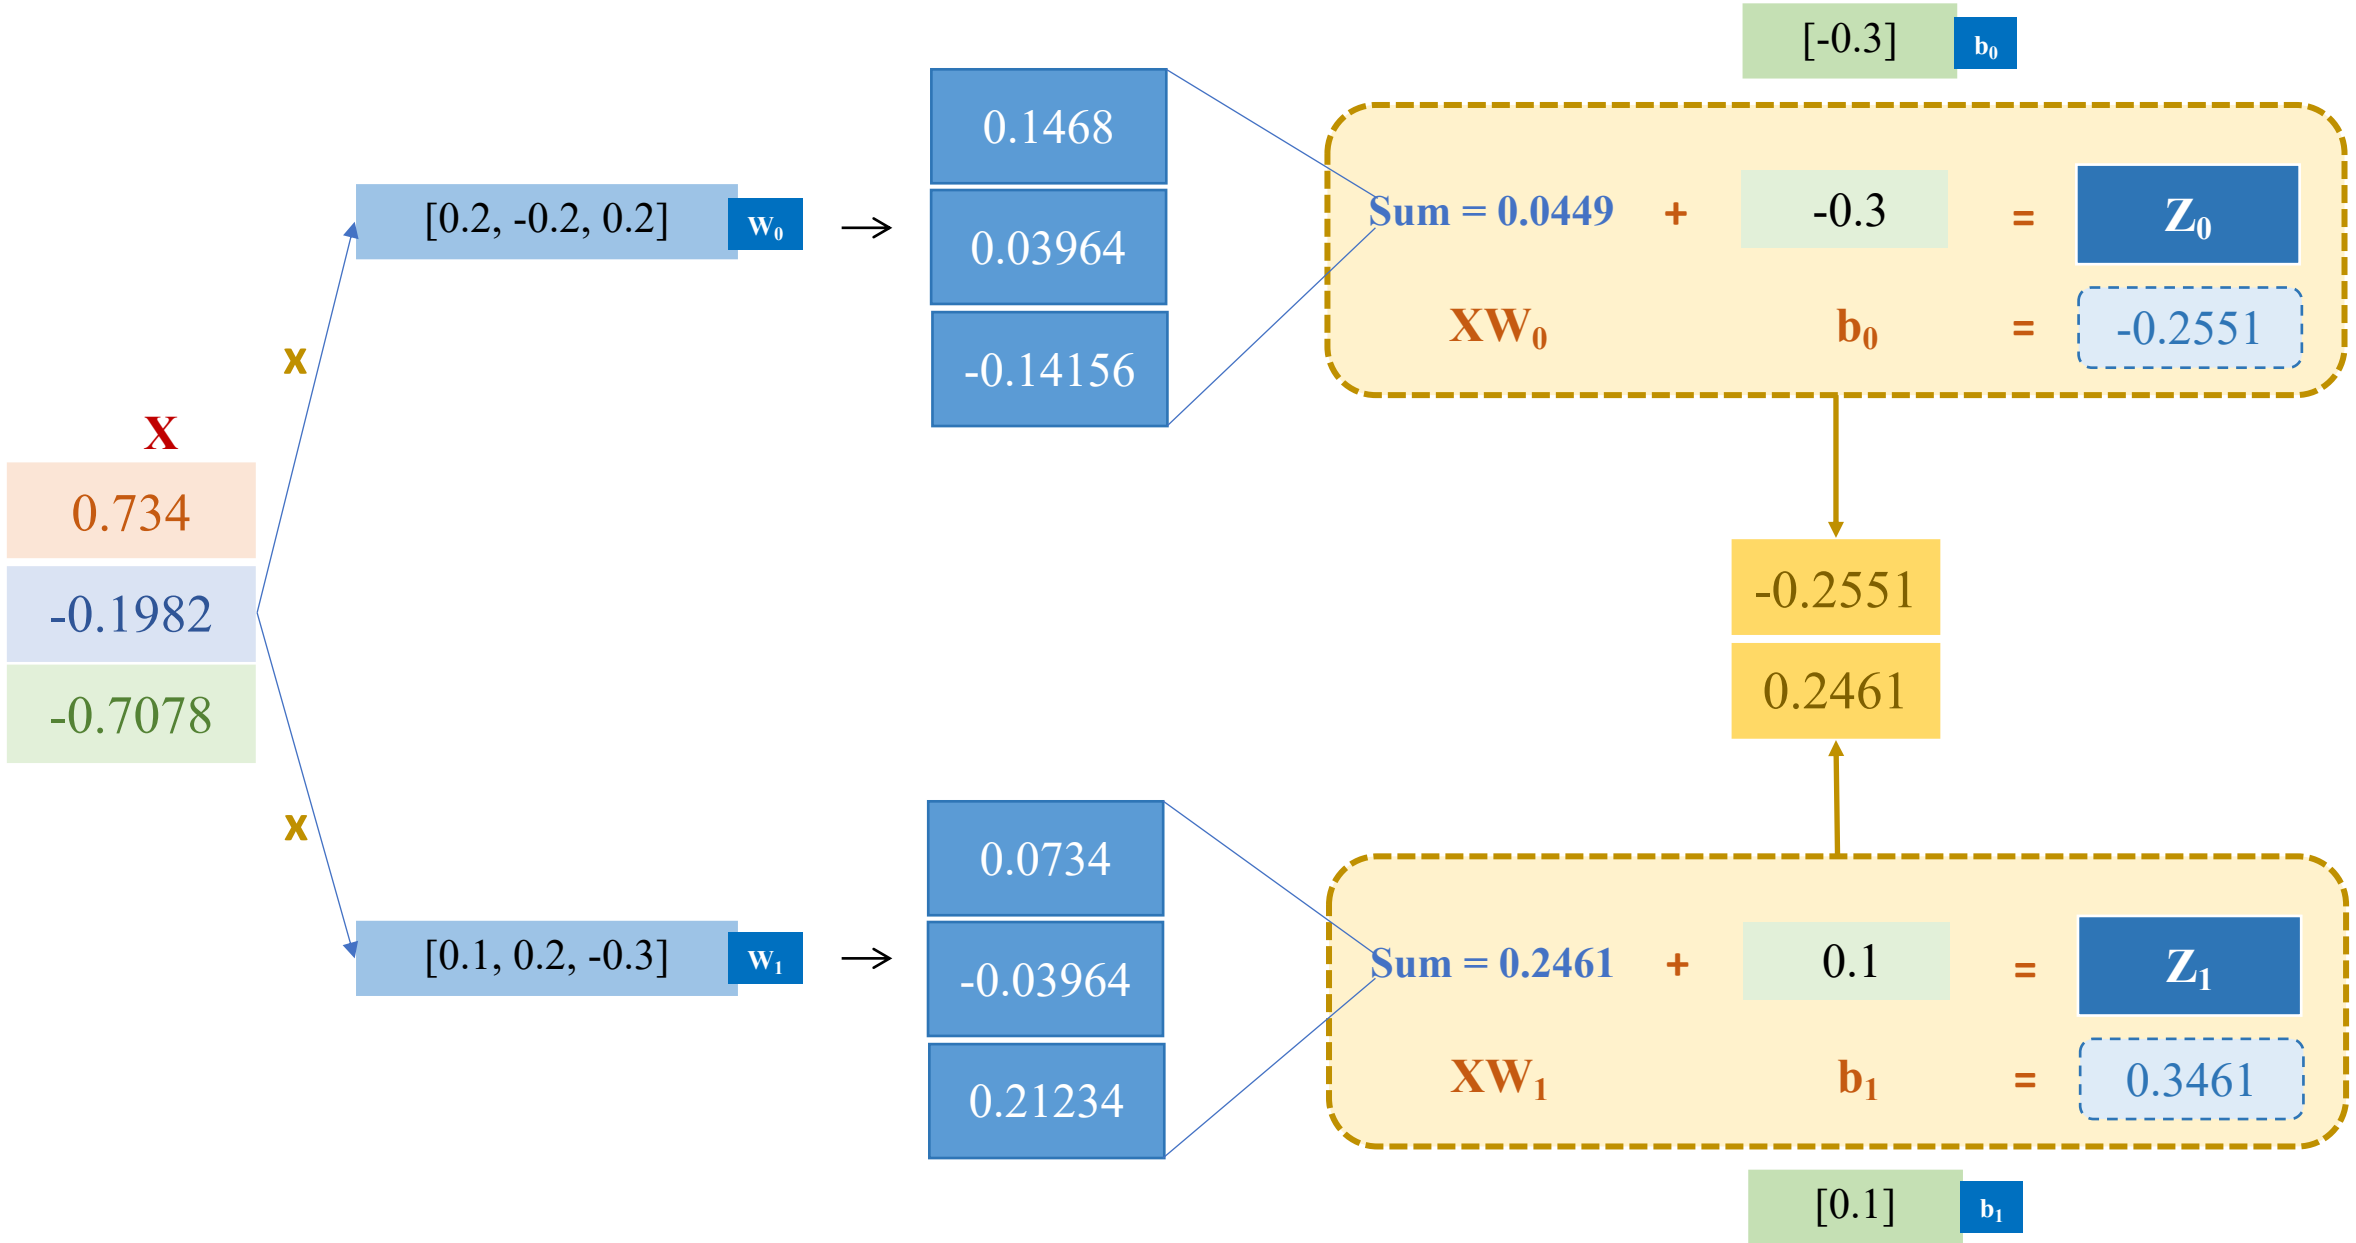 [-0.3] b₀
0.1468
0.03964
-0.14156
[0.2, -0.2, 0.2] W₀ →
Sum = 0.0449 + -0.3 = Z₀
XW₀ b₀ = -0.2551
x
X
0.734
-0.1982
-0.7078
x
-0.2551
0.2461
[0.1, 0.2, -0.3] W₁ →
0.0734
-0.03964
0.21234
Sum = 0.2461 + 0.1 = Z₁
XW₁ b₁ = 0.3461
[0.1] b₁